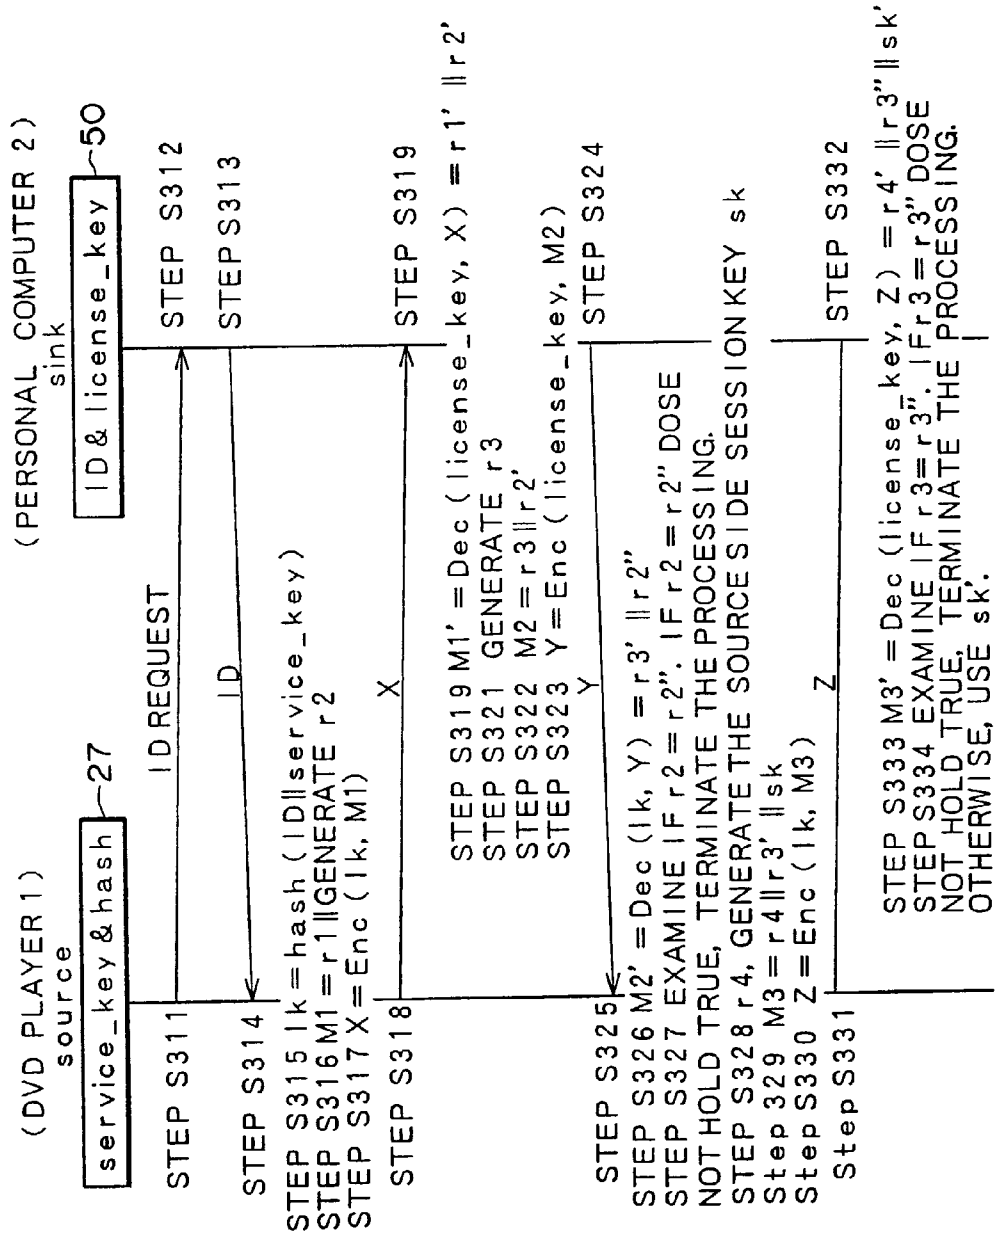 (DVD PLAYER 1)
source
service_key & hash
27
(PERSONAL COMPUTER 2)
sink
ID & license_key
50
STEP S311
ID REQUEST
STEP S312
STEP S313
ID
STEP S314
STEP S315 lk = hash (ID||service_key)
STEP S316 M1 = r1||GENERATE r2
STEP S317 X = Enc (lk, M1)
STEP S318
X
STEP S319
STEP S319 M1' = Dec (license_key, X) = r1' || r2'
STEP S321 GENERATE r3
STEP S322 M2 = r3||r2'
STEP S323 Y = Enc (license_key, M2)
STEP S324
Y
STEP S325
STEP S326 M2' = Dec (lk, Y) = r3' || r2"
STEP S327 EXAMINE IF r2 = r2". IF r2 = r2" DOSE
NOT HOLD TRUE, TERMINATE THE PROCESSING.
STEP S328 r4, GENERATE THE SOURCE SIDE SESSION KEY sk
Step 329 M3 = r4||r3' ||sk
Step S330 Z = Enc (lk, M3)
Step S331
Z
STEP S332
STEP S333 M3' = Dec (license_key, Z) = r4' || r3" || sk'
STEP S334 EXAMINE IF r3 = r3". IF r3 = r3" DOSE
NOT HOLD TRUE, TERMINATE THE PROCESSING.
OTHERWISE, USE sk'.